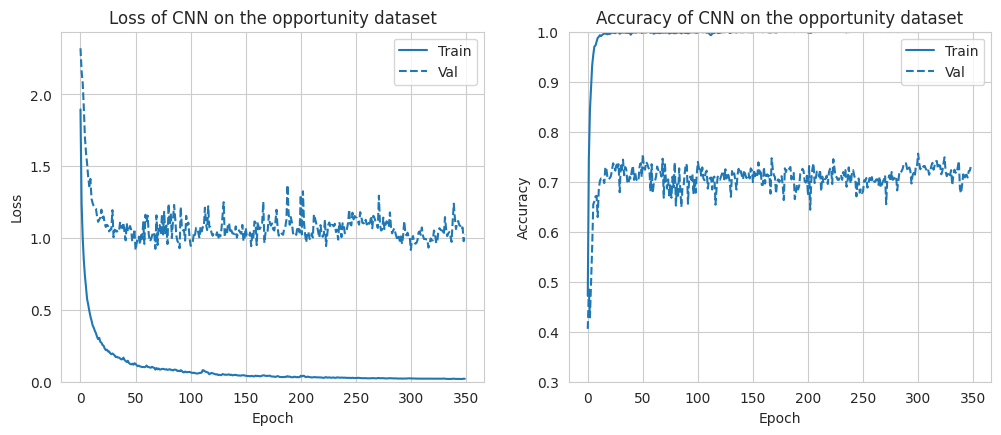 Loss of CNN on the opportunity dataset
Train
Val
2.0
1.5
1.0
0.5
0.0
Loss
0 50 100 150 200 250 300 350
Epoch
Accuracy of CNN on the opportunity dataset
Train
Val
1.0
0.9
0.8
0.7
0.6
0.5
0.4
0.3
Accuracy
0 50 100 150 200 250 300 350
Epoch